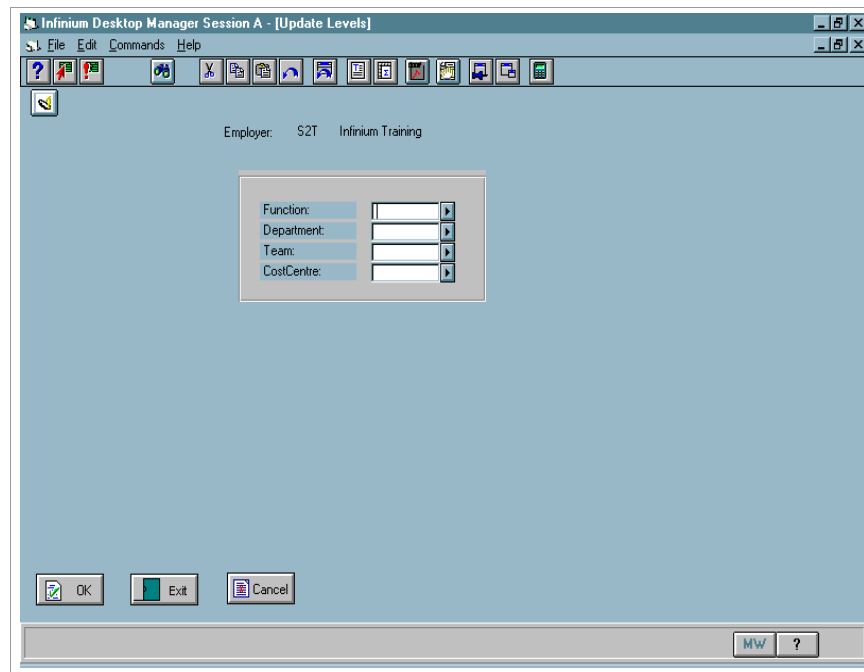 Infinium Desktop Manager Session A - [Update Levels]
File Edit Commands Help
Employer: S2T Infinium Training
Function:
Department:
Team:
CostCentre:
OK Exit Cancel
MW ?